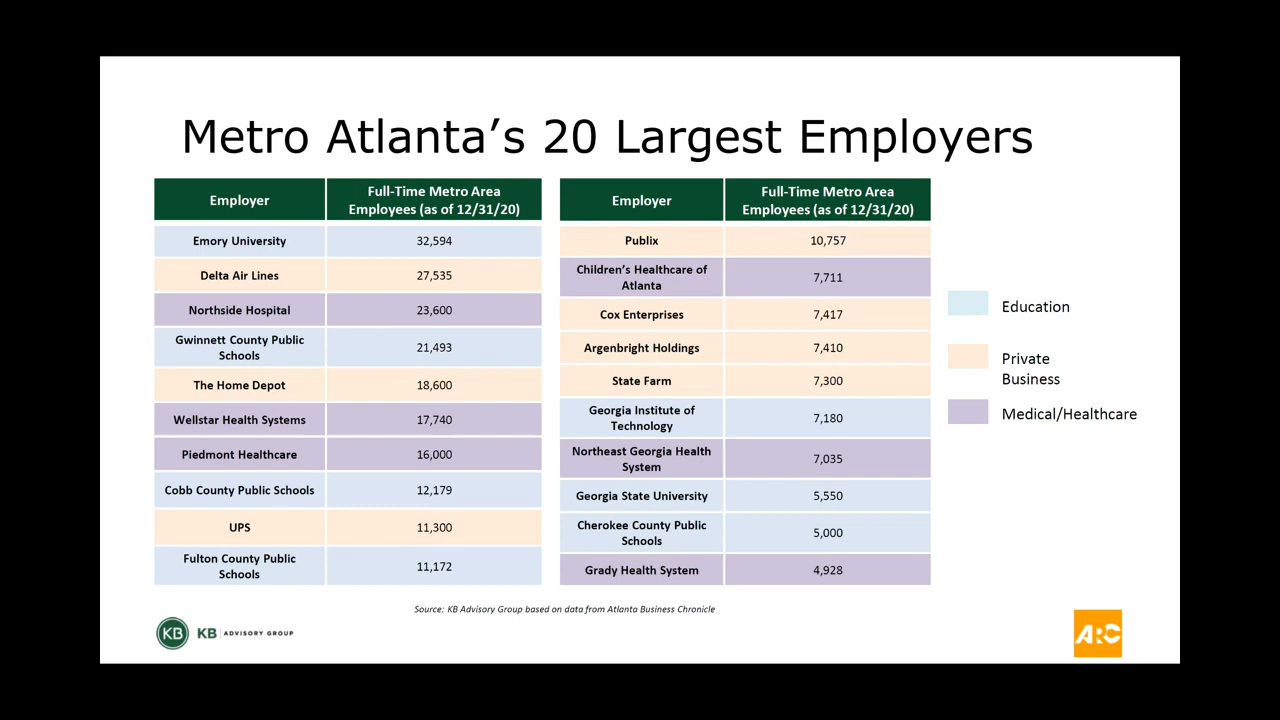 Metro Atlanta’s 20 Largest Employers
Employer
Full-Time Metro Area
Employees (as of 12/31/20)
Emory University
32,594
Delta Air Lines
27,535
Northside Hospital
23,600
Gwinnett County Public
Schools
21,493
The Home Depot
18,600
Wellstar Health Systems
17,740
Piedmont Healthcare
16,000
Cobb County Public Schools
12,179
UPS
11,300
Fulton County Public
Schools
11,172
Employer
Full-Time Metro Area
Employees (as of 12/31/20)
Publix
10,757
Children’s Healthcare of
Atlanta
7,711
Cox Enterprises
7,417
Argenbright Holdings
7,410
State Farm
7,300
Georgia Institute of
Technology
7,180
Northeast Georgia Health
System
7,035
Georgia State University
5,550
Cherokee County Public
Schools
5,000
Grady Health System
4,928
Education
Private
Business
Medical/Healthcare
Source: KB Advisory Group based on data from Atlanta Business Chronicle
KB
KB ADVISORY GROUP
ARC